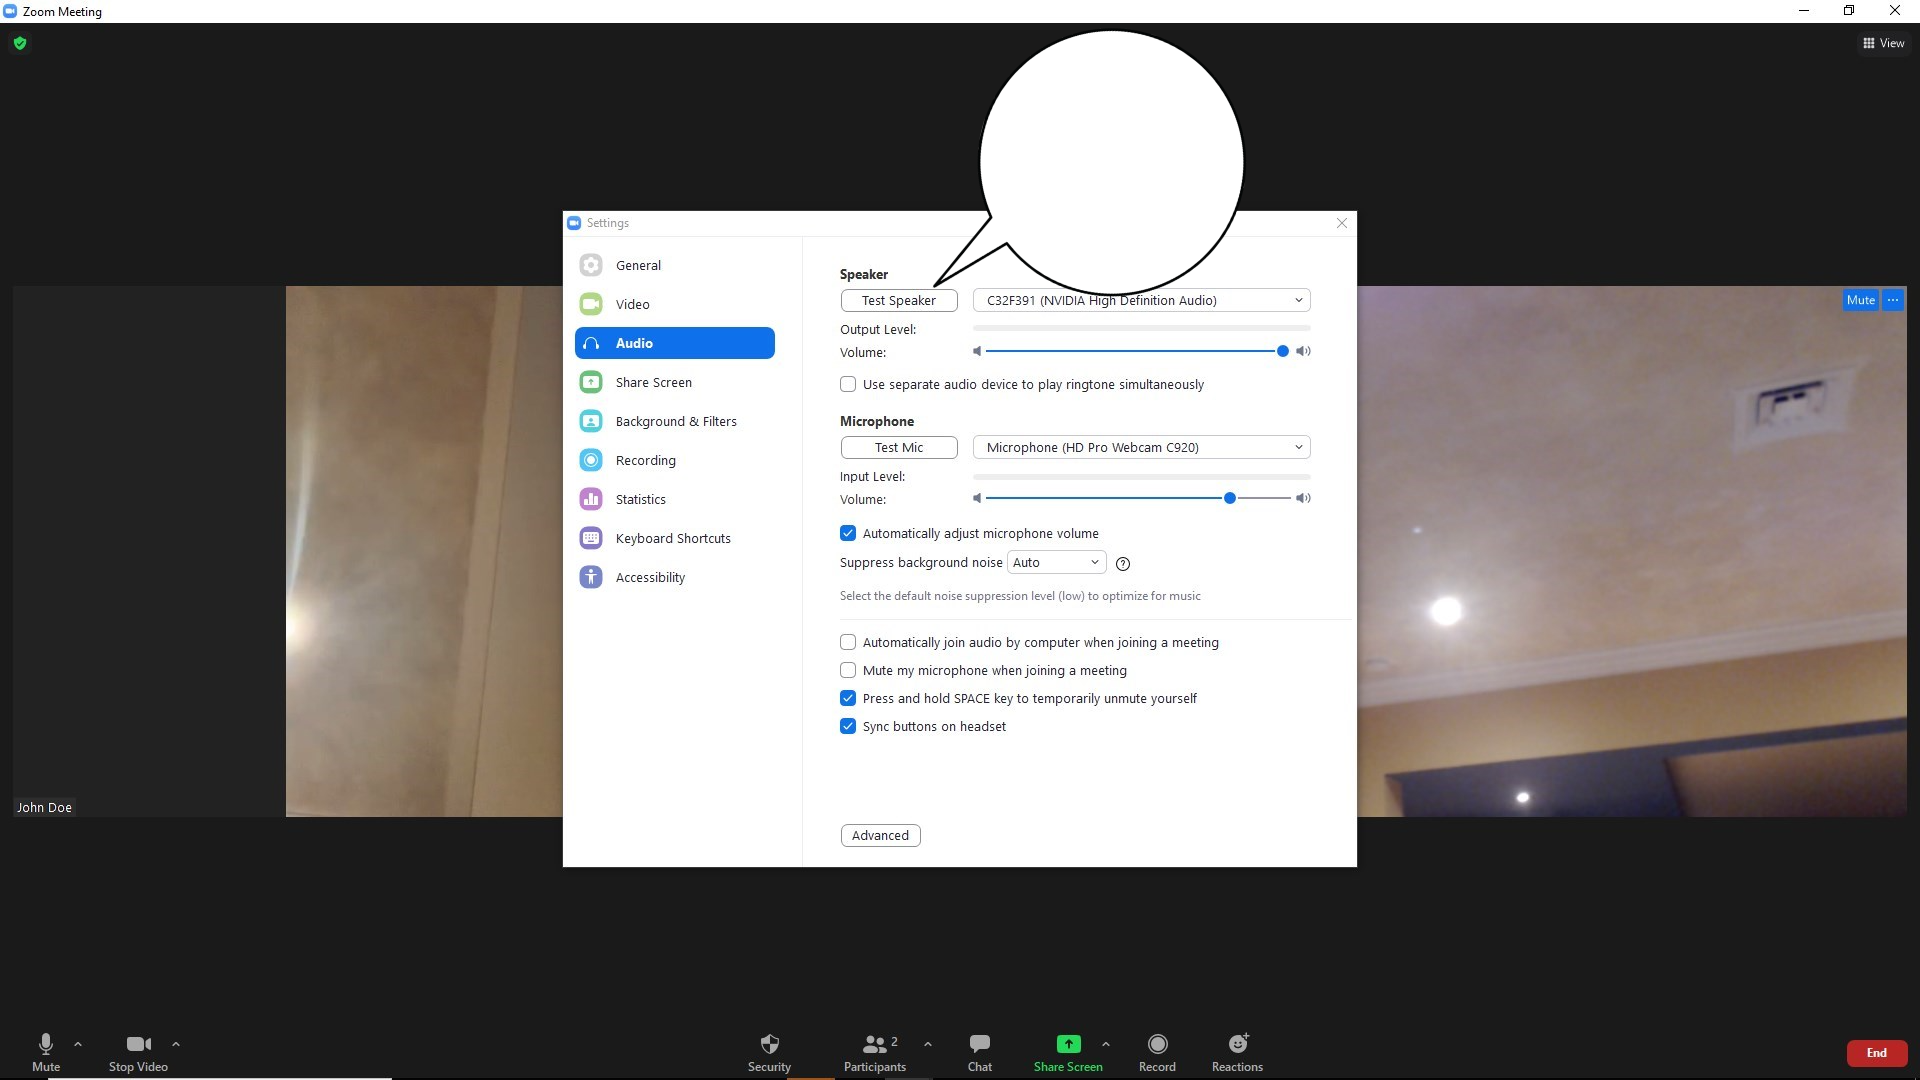 Zoom Meeting
View
Settings
General
Video
Audio
Share Screen
Background & Filters
Recording
Statistics
Keyboard Shortcuts
Accessibility
Speaker
Test Speaker
C32F391 (NVIDIA High Definition Audio)
Output Level:
Volume:
Use separate audio device to play ringtone simultaneously
Microphone
Test Mic
Microphone (HD Pro Webcam C920)
Input Level:
Volume:
Automatically adjust microphone volume
Suppress background noise Auto
Select the default noise suppression level (low) to optimize for music
Automatically join audio by computer when joining a meeting
Mute my microphone when joining a meeting
Press and hold SPACE key to temporarily unmute yourself
Sync buttons on headset
Advanced
Mute
John Doe
Mute
Stop Video
Security
2
Participants
Chat
Share Screen
Record
Reactions
End